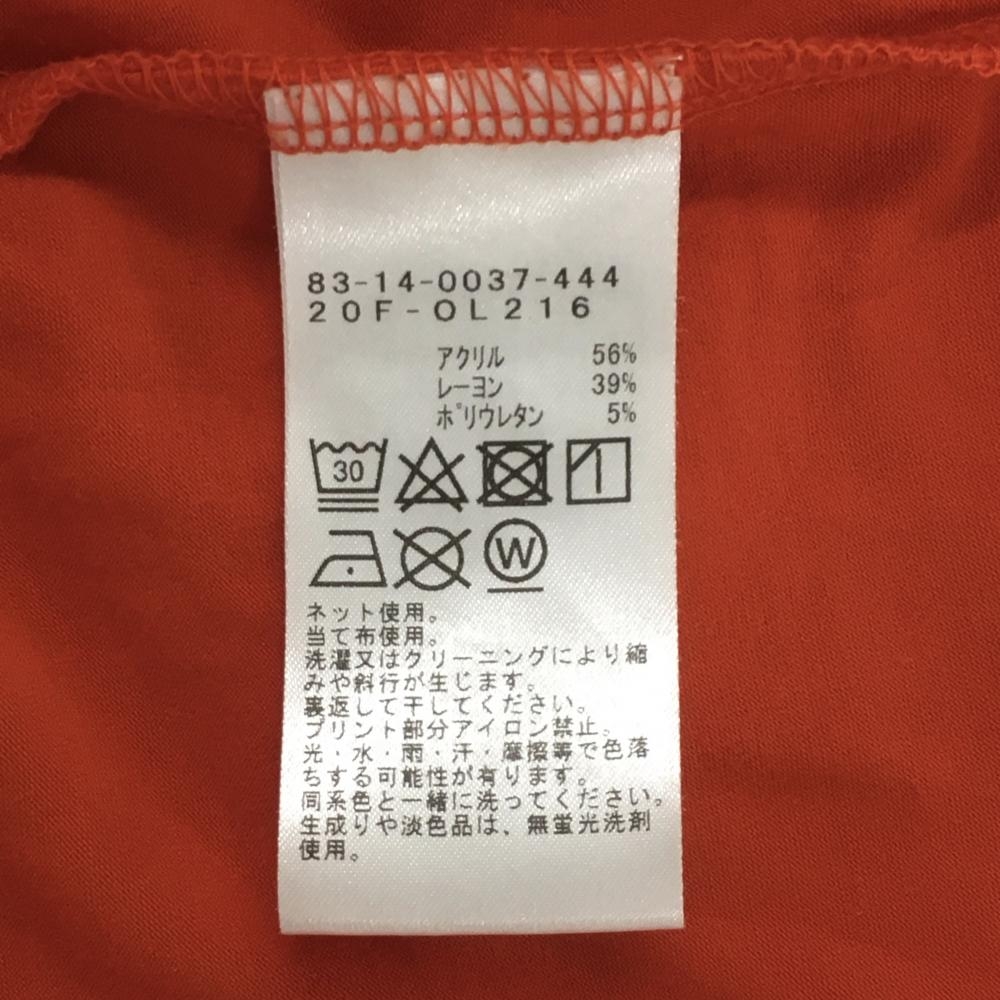 83-14-0037-444
20F-OL216
アクリル 56%
レーヨン 39%
ポリウレタン 5%
30
W
ネット使用。
当て布使用。
洗濯又はクリーニングにより縮
みや斜行が生じます。
裏返して干してください。
プリント部分アイロン禁止。
光・水・雨・汗・摩擦等で色落
ちする可能性が有ります。
同系色と一緒に洗ってください。
生成りや淡色品は、無蛍光洗剤
使用。